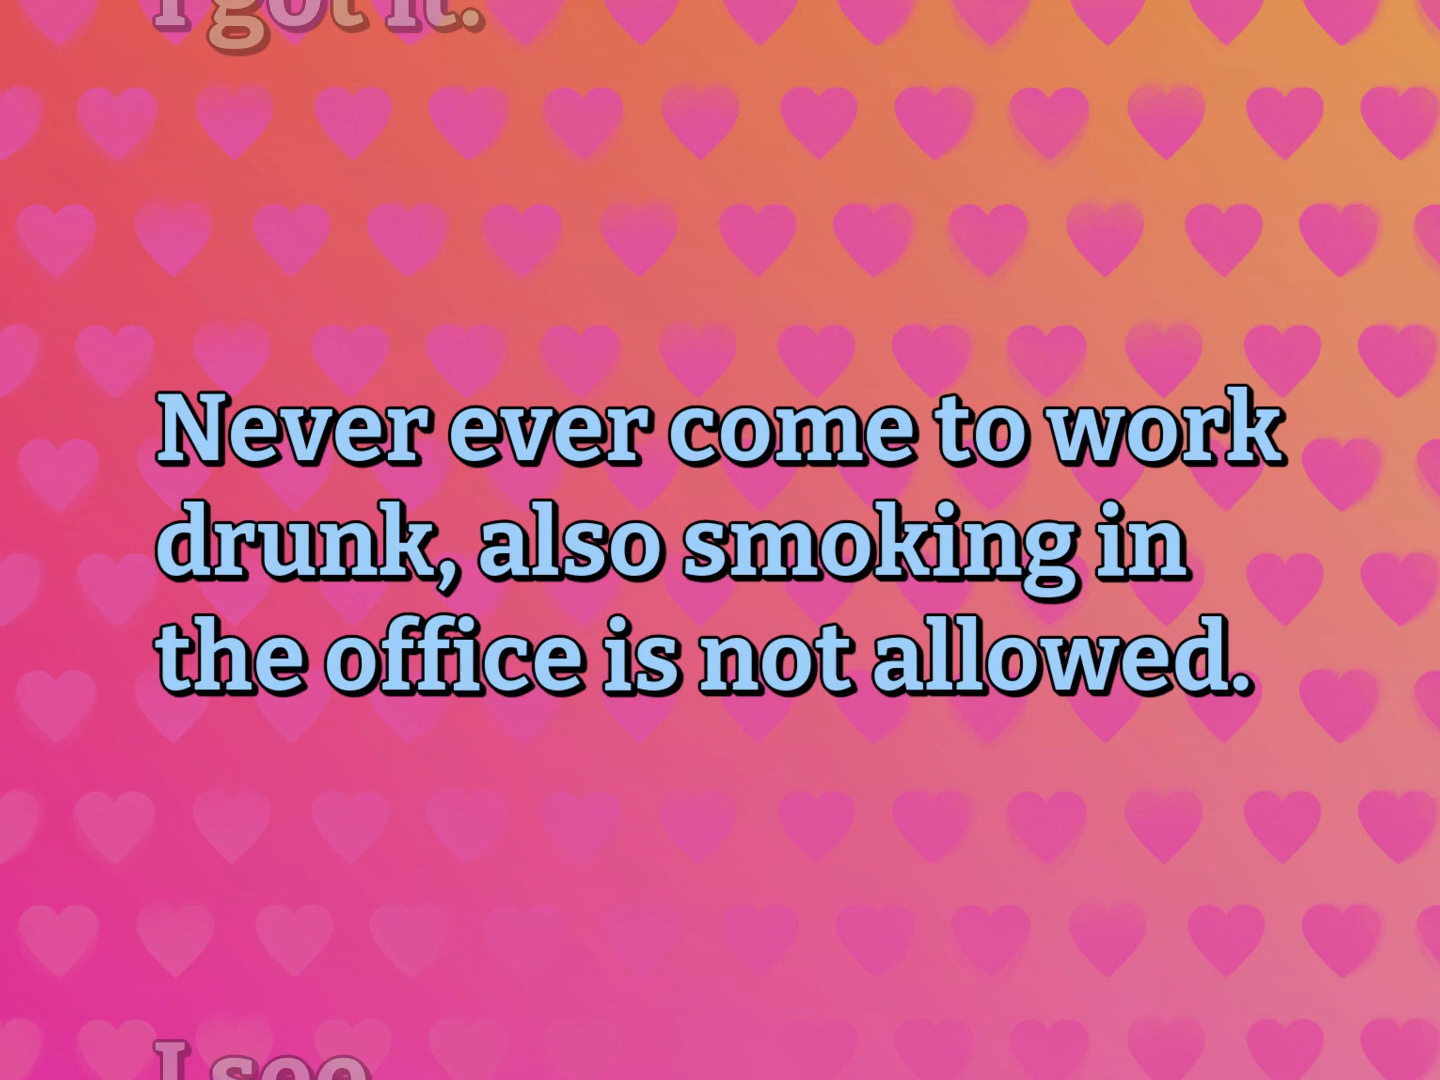 I got it.
Never ever come to work
drunk, also smoking in
the office is not allowed.
I see